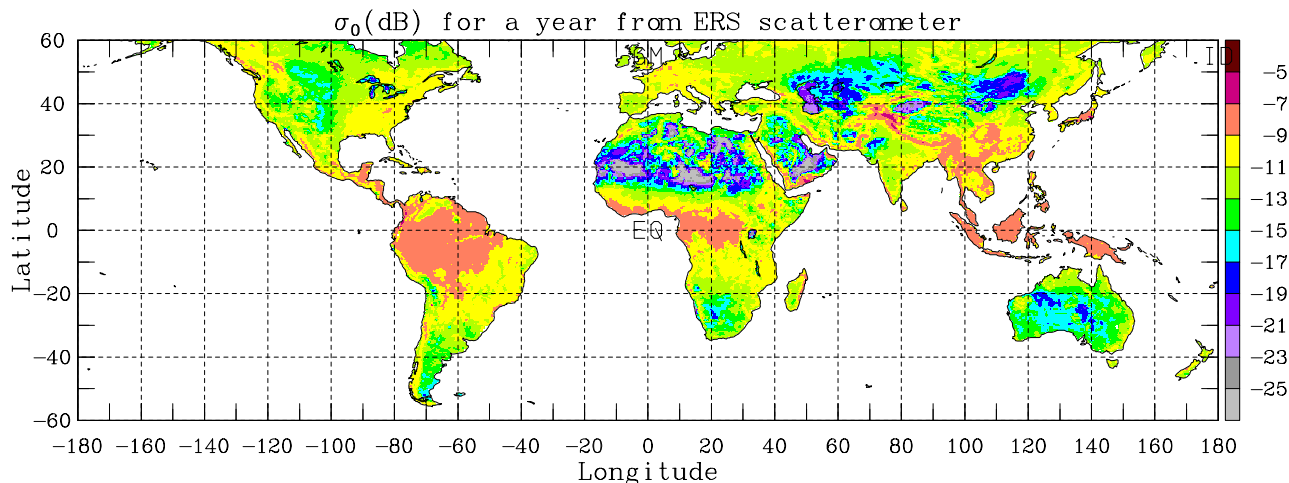 σ₀(dB) for a year from ERS scatterometer
60
40
20
0
−20
−40
−60
Latitude
GM
ID
EQ
−5
−7
−9
−11
−13
−15
−17
−19
−21
−23
−25
−180 −160 −140 −120 −100 −80 −60 −40 −20 0 20 40 60 80 100 120 140 160 180
Longitude